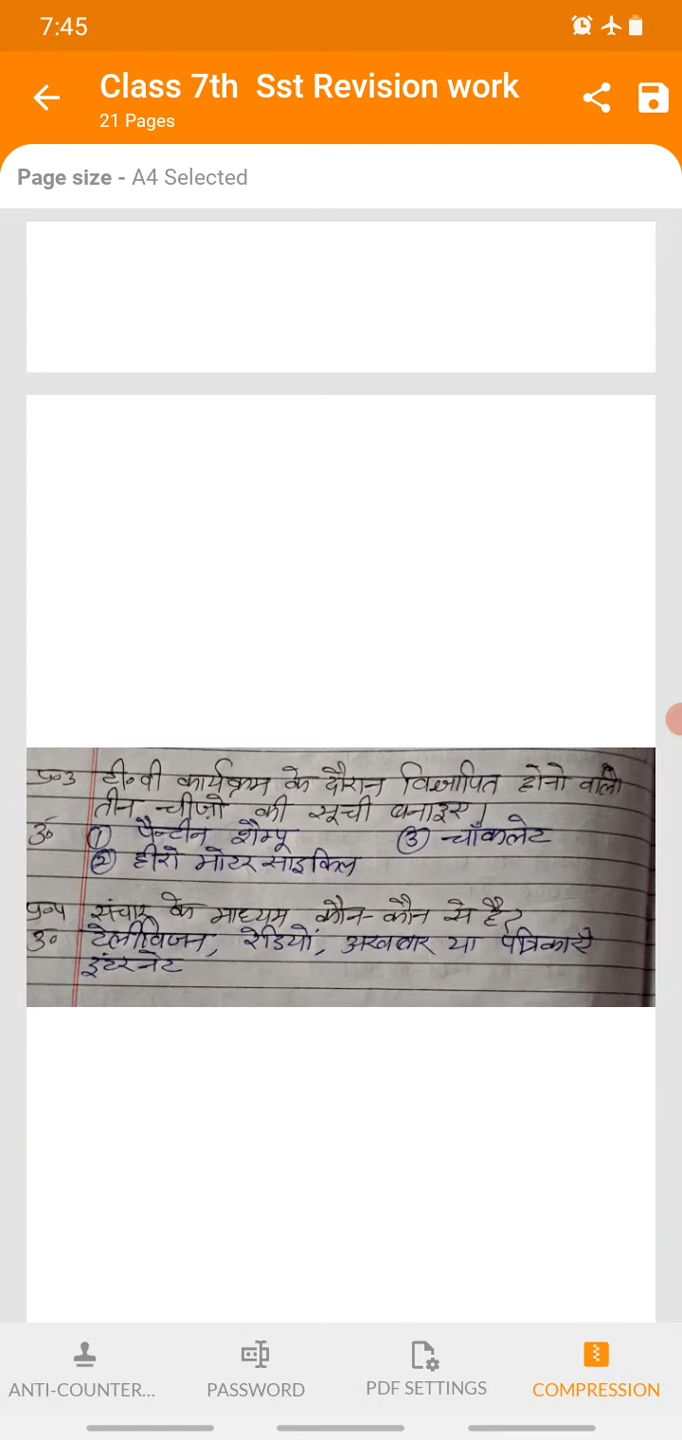 7:45
Class 7th Sst Revision work
21 Pages
Page size - A4 Selected
प्र०3 टी०वी कार्यक्रम के दौरान विज्ञापित होनो वाली
तीन चीज़ो की सूची बनाइए।
उ० ① पैन्टीन शैम्पू ③ चॉकलेट
② हीरो मोटर साइकिल
प्र०4 संचार के माध्यम कौन-कौन से है?
उ० टेलीविजन, रेडियों, अखबार या पत्रिकाएँ
इंटरनेट
ANTI-COUNTER...
PASSWORD
PDF SETTINGS
COMPRESSION